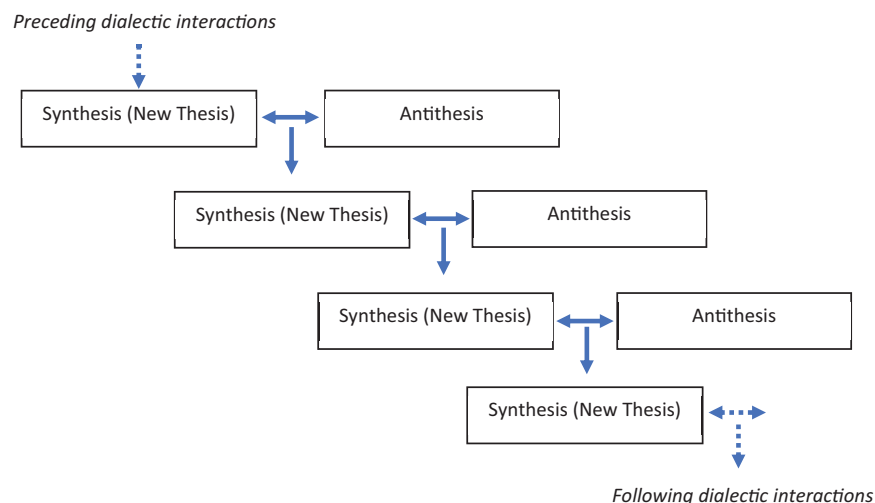 Preceding dialectic interactions
Synthesis (New Thesis)
Antithesis
Synthesis (New Thesis)
Antithesis
Synthesis (New Thesis)
Antithesis
Synthesis (New Thesis)
Following dialectic interactions